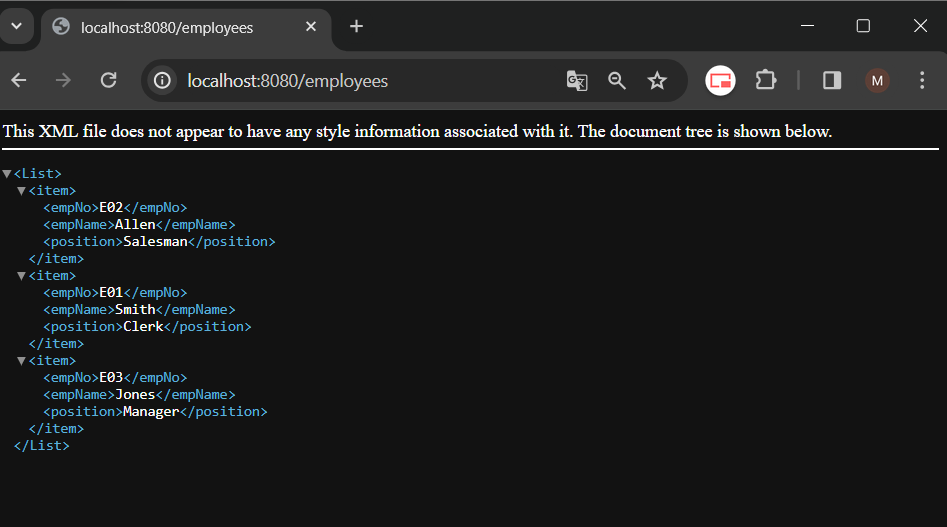 localhost:8080/employees
localhost:8080/employees
M
This XML file does not appear to have any style information associated with it. The document tree is shown below.
<List>
<item>
<empNo>E02</empNo>
<empName>Allen</empName>
<position>Salesman</position>
</item>
<item>
<empNo>E01</empNo>
<empName>Smith</empName>
<position>Clerk</position>
</item>
<item>
<empNo>E03</empNo>
<empName>Jones</empName>
<position>Manager</position>
</item>
</List>